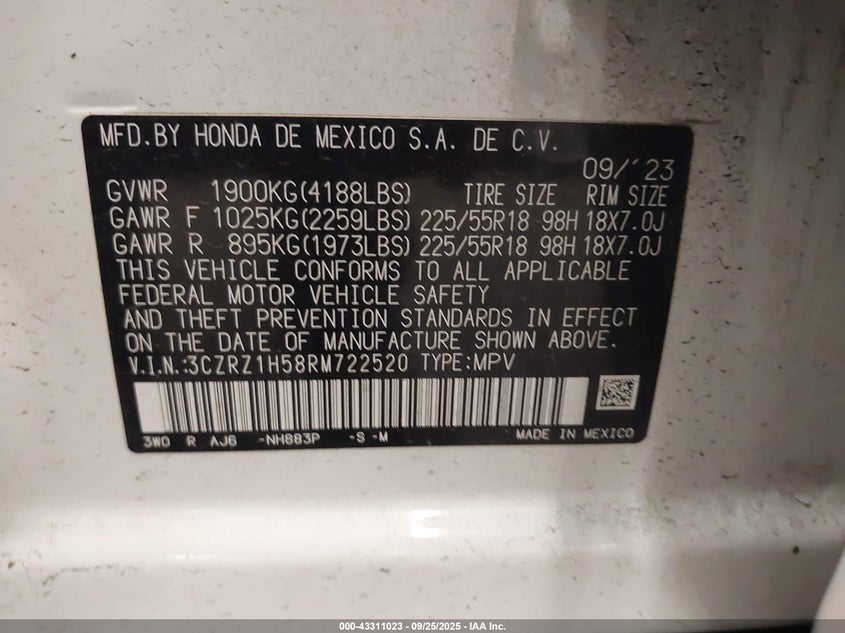 MFD.BY HONDA DE MEXICO S.A. DE C.V.
09/'23
GVWR 1900KG(4188LBS) TIRE SIZE RIM SIZE
GAWR F 1025KG(2259LBS) 225/55R18 98H 18X7.0J
GAWR R 895KG(1973LBS) 225/55R18 98H 18X7.0J
THIS VEHICLE CONFORMS TO ALL APPLICABLE
FEDERAL MOTOR VEHICLE SAFETY
AND THEFT PREVENTION STANDARDS IN EFFECT
ON THE DATE OF MANUFACTURE SHOWN ABOVE.
V.I.N.:3CZRZ1H58RM722520 TYPE:MPV
3W0 R AJ6 -NH883P -S -M MADE IN MEXICO
000-43311023 - 09/25/2025 - IAA Inc.